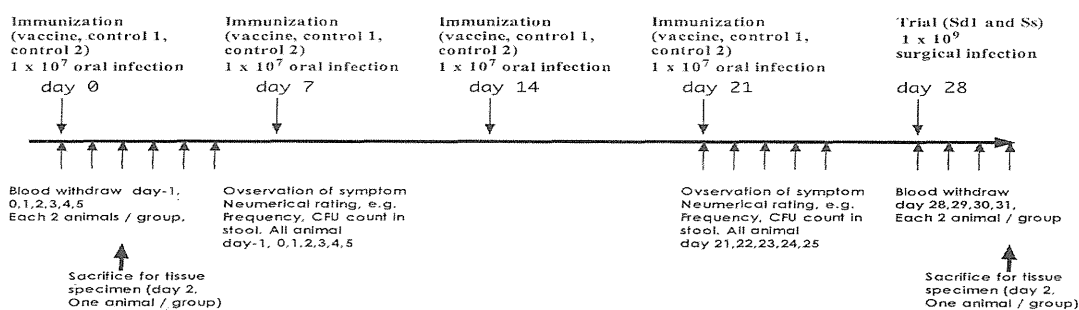 Immunization
(vaccine, control 1,
control 2)
1 x 10⁷ oral infection
day 0
Immunization
(vaccine, control 1,
control 2)
1 x 10⁷ oral infection
day 7
Immunization
(vaccine, control 1,
control 2)
1 x 10⁷ oral infection
day 14
Immunization
(vaccine, control 1,
control 2)
1 x 10⁷ oral infection
day 21
Trial (Sd1 and Ss)
1 x 10⁹
surgical infection
day 28
Blood withdraw day-1,
0,1,2,3,4,5
Each 2 animals / group,
Ovservation of symptom
Neumerical rating, e.g.
Frequency, CFU count in
stool. All animal
day-1, 0,1,2,3,4,5
Ovservation of symptom
Neumerical rating, e.g.
Frequency, CFU count in
stool. All animal
day 21,22,23,24,25
Blood withdraw
day 28,29,30,31,
Each 2 animal / group
Sacrifice for tissue
specimen (day 2,
One animal / group)
Sacrifice for tissue
specimen (day 2,
One animal / group)